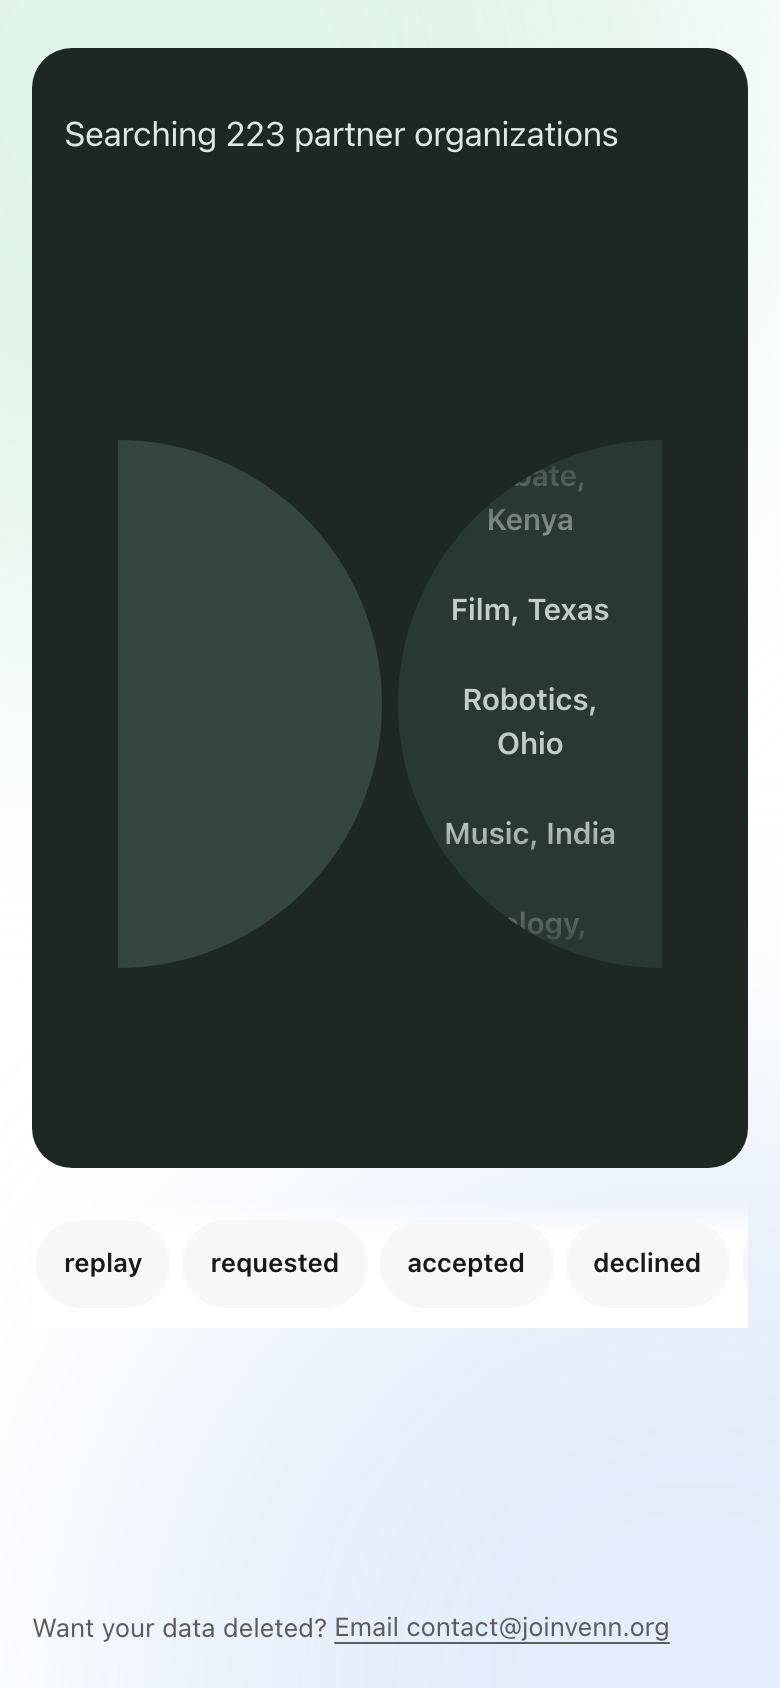 Searching 223 partner organizations
Kenya
Film, Texas
Robotics,
Ohio
Music, India
replay requested accepted declined
Want your data deleted? Email contact@joinvenn.org